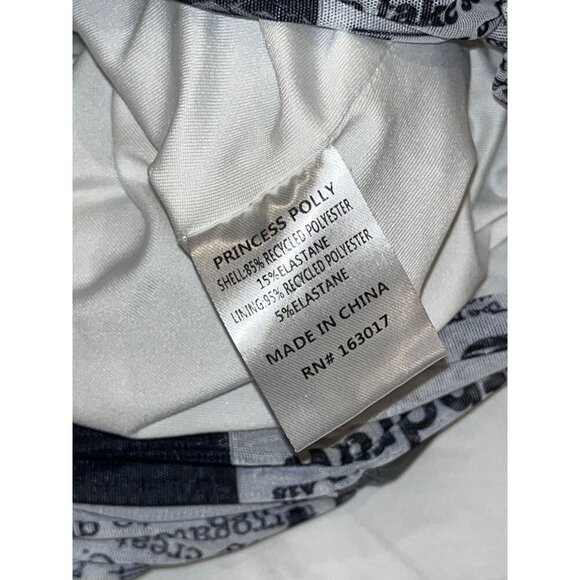 take
PRINCESS POLLY
SHELL:85% RECYCLED POLYESTER
15% ELASTANE
LINING:95% RECYCLED POLYESTER
5% ELASTANE
MADE IN CHINA
RN# 163017